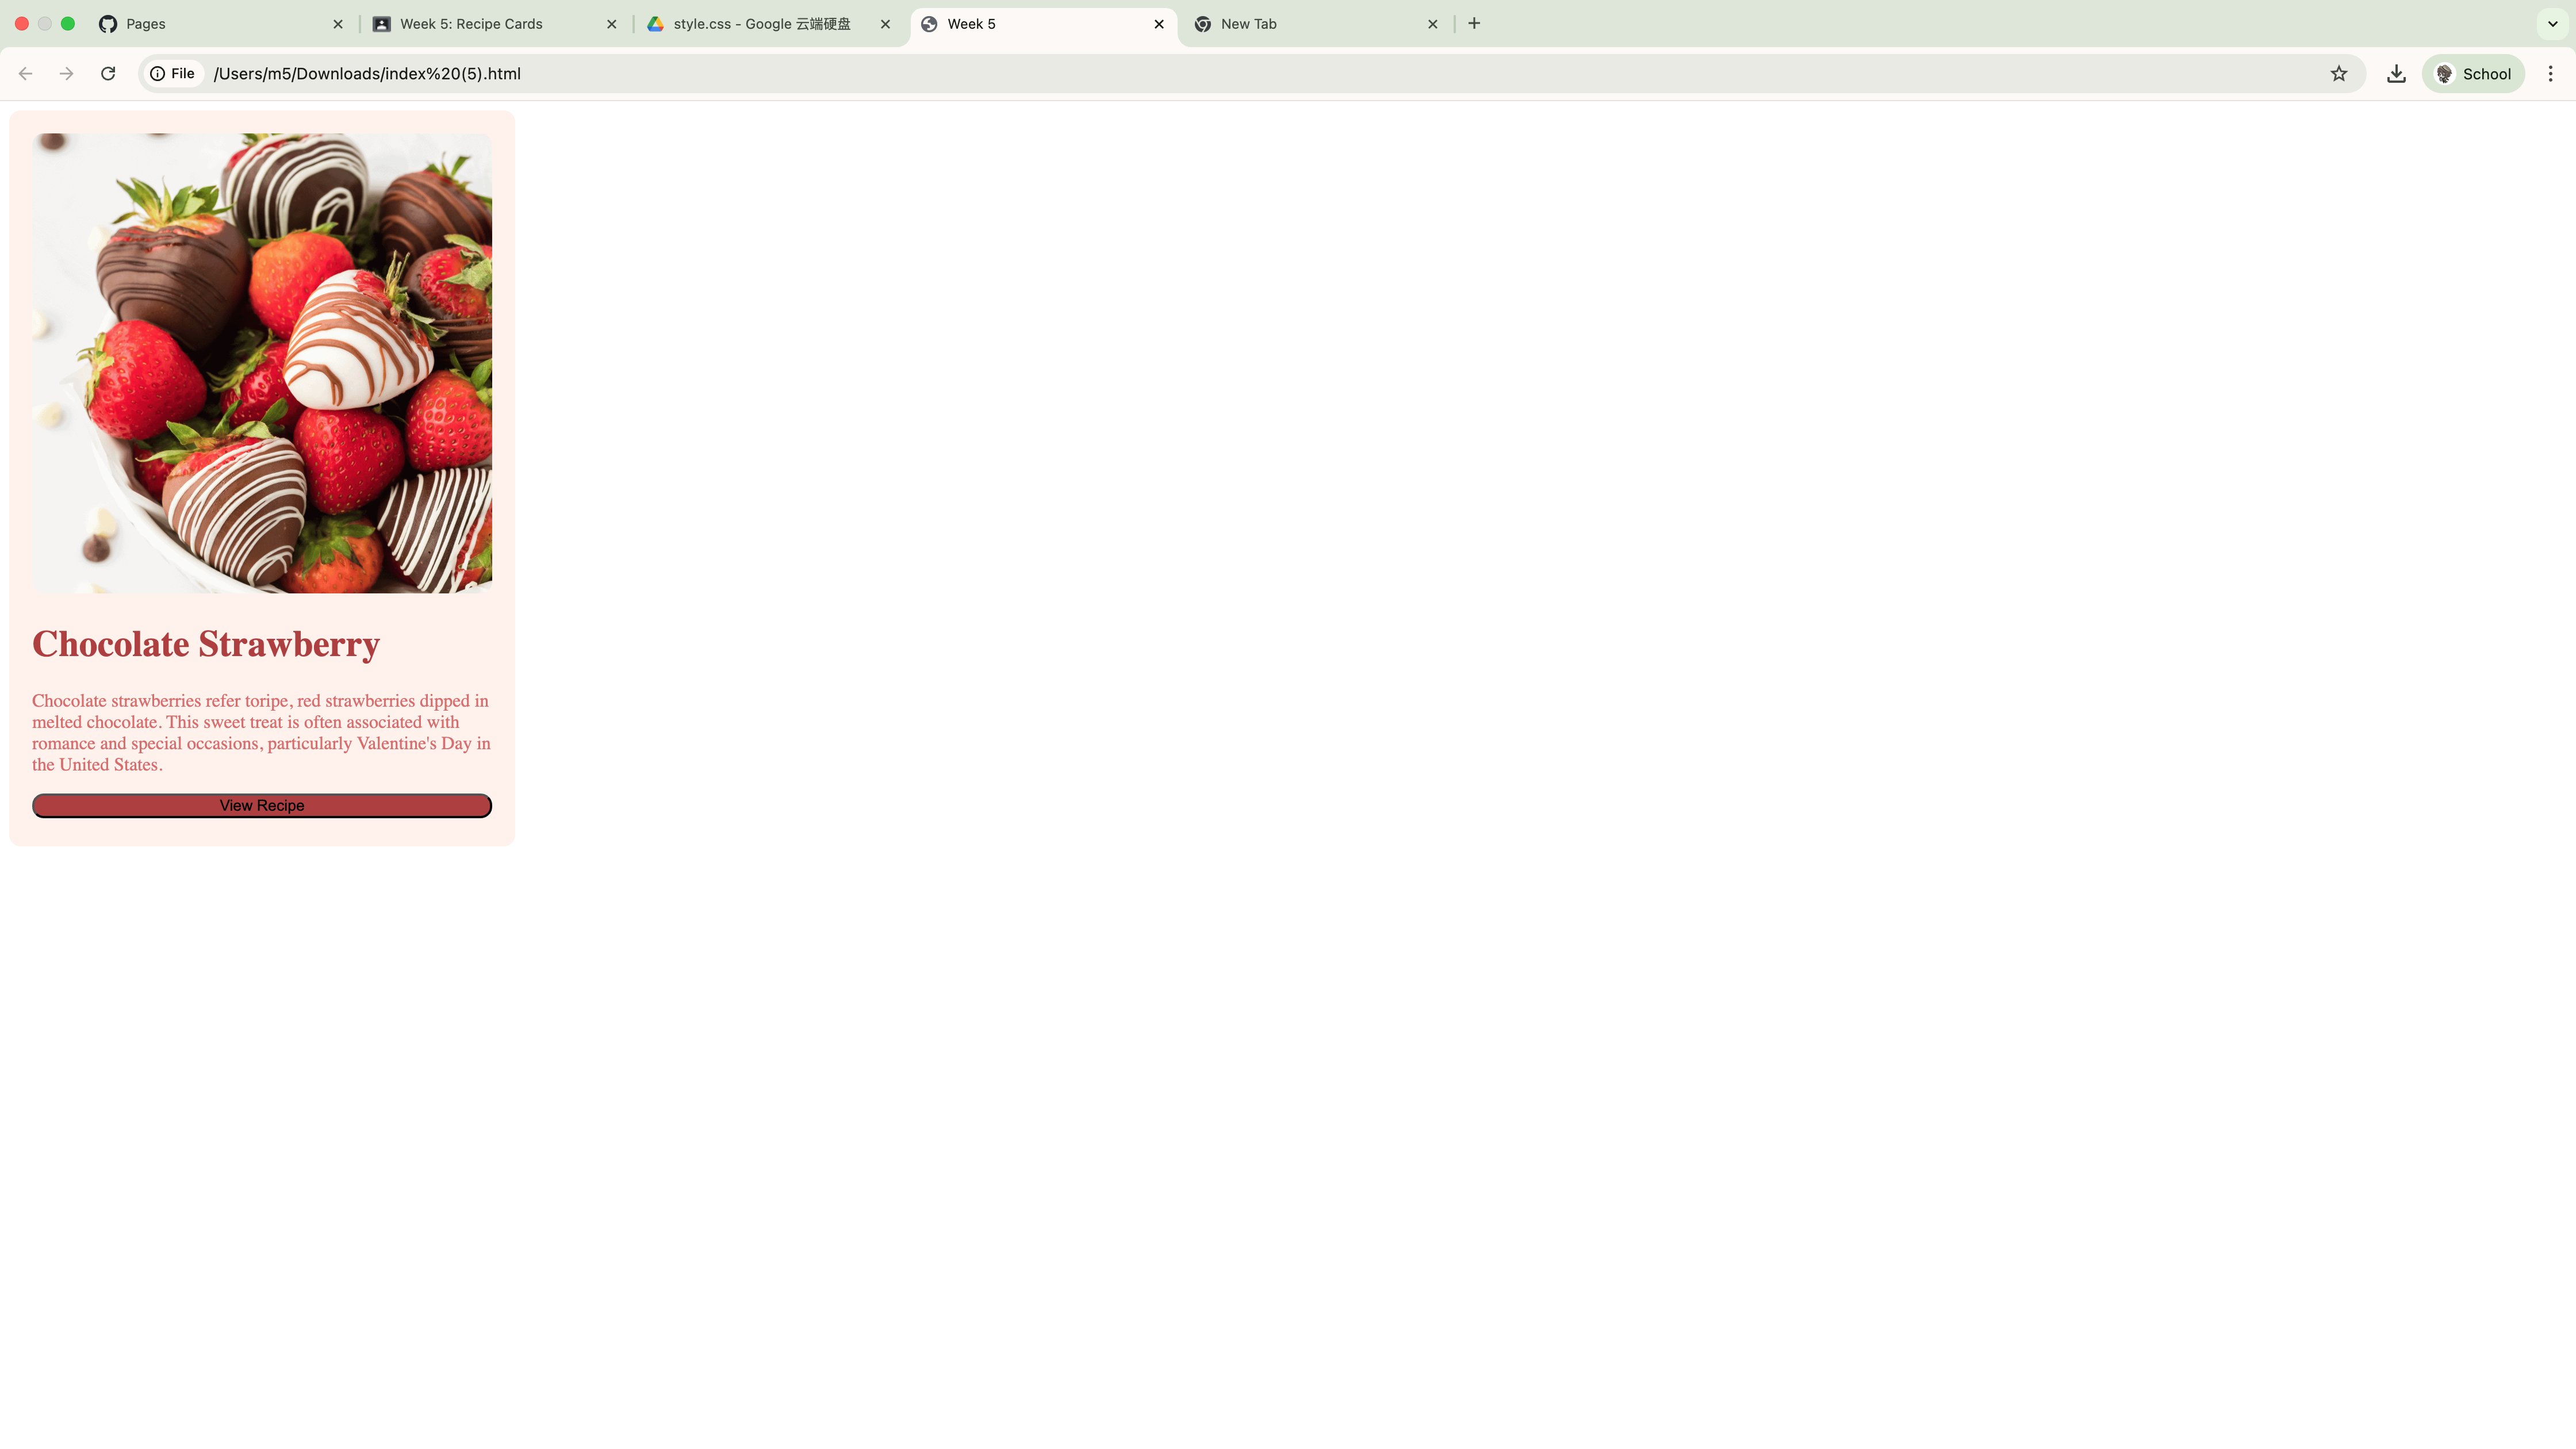 Pages
Week 5: Recipe Cards
style.css - Google 云端硬盘
Week 5
New Tab
File
/Users/m5/Downloads/index%20(5).html
School
Chocolate Strawberry
Chocolate strawberries refer toripe, red strawberries dipped in
melted chocolate. This sweet treat is often associated with
romance and special occasions, particularly Valentine's Day in
the United States.
View Recipe